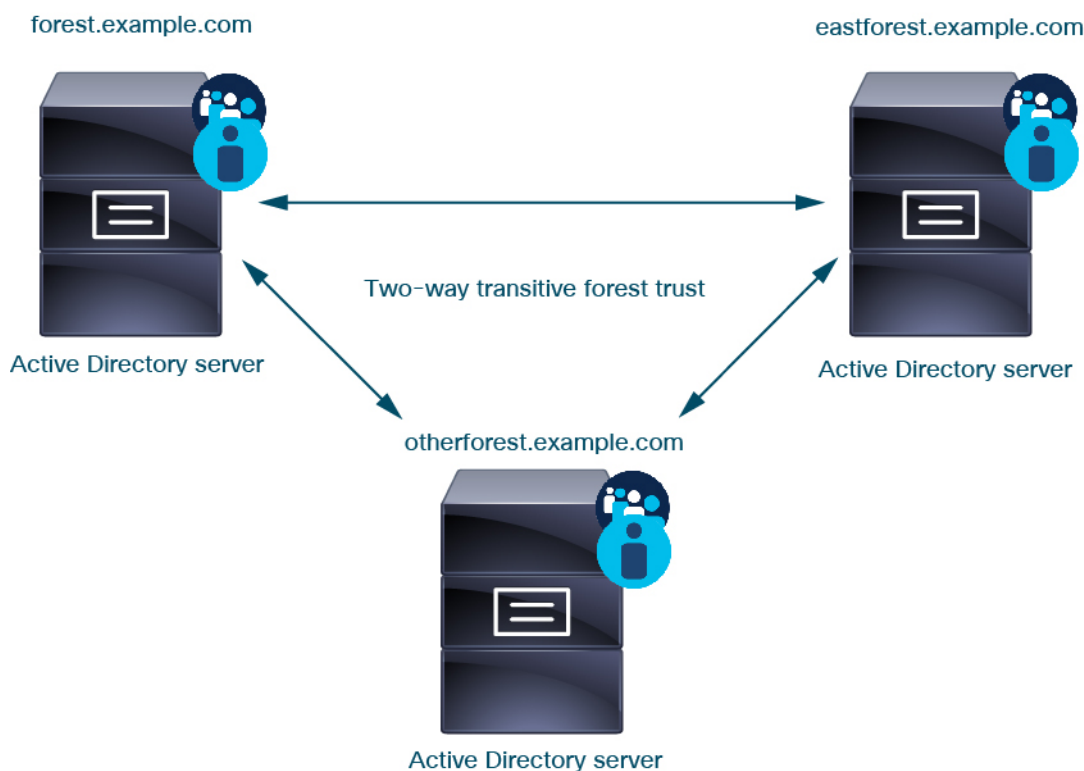 forest.example.com
eastforest.example.com
Two-way transitive forest trust
Active Directory server
Active Directory server
otherforest.example.com
Active Directory server